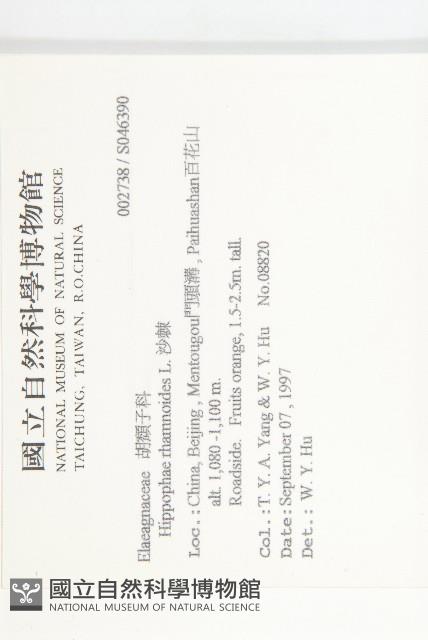 國立自然科學博物館
NATIONAL MUSEUM OF NATURAL SCIENCE
TAICHUNG, TAIWAN, R.O.CHINA
002738 / S046390
Elaeagnaceae 胡頹子科
Hippophae rhamnoides L. 沙棘
Loc.:China, Beijing , Mentougou門頭溝 , Paihuashan百花山
alt. 1,080 -1,100 m.
Roadside. Fruits orange, 1.5-2.5m. tall.
Col.:T. Y. A. Yang & W. Y. Hu No.08820
Date:September 07 , 1997
Det.: W. Y. Hu
國立自然科學博物館
NATIONAL MUSEUM OF NATURAL SCIENCE